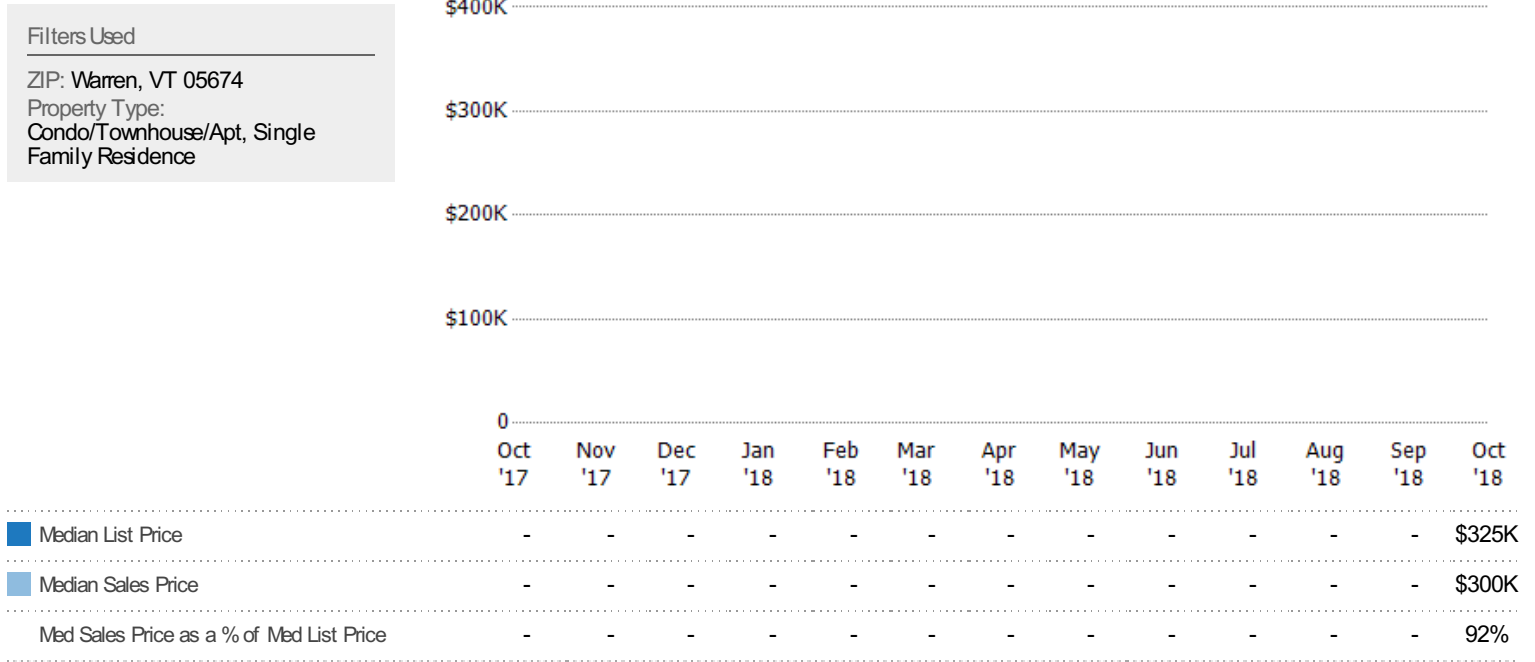 Filters Used
ZIP: Warren, VT 05674
Property Type:
Condo/Townhouse/Apt, Single
Family Residence
$400K
$300K
$200K
$100K
0
Oct Nov Dec Jan Feb Mar Apr May Jun Jul Aug Sep Oct
'17 '17 '17 '18 '18 '18 '18 '18 '18 '18 '18 '18 '18
Median List Price - - - - - - - - - - - - $325K
Median Sales Price - - - - - - - - - - - - $300K
Med Sales Price as a % of Med List Price - - - - - - - - - - - - 92%